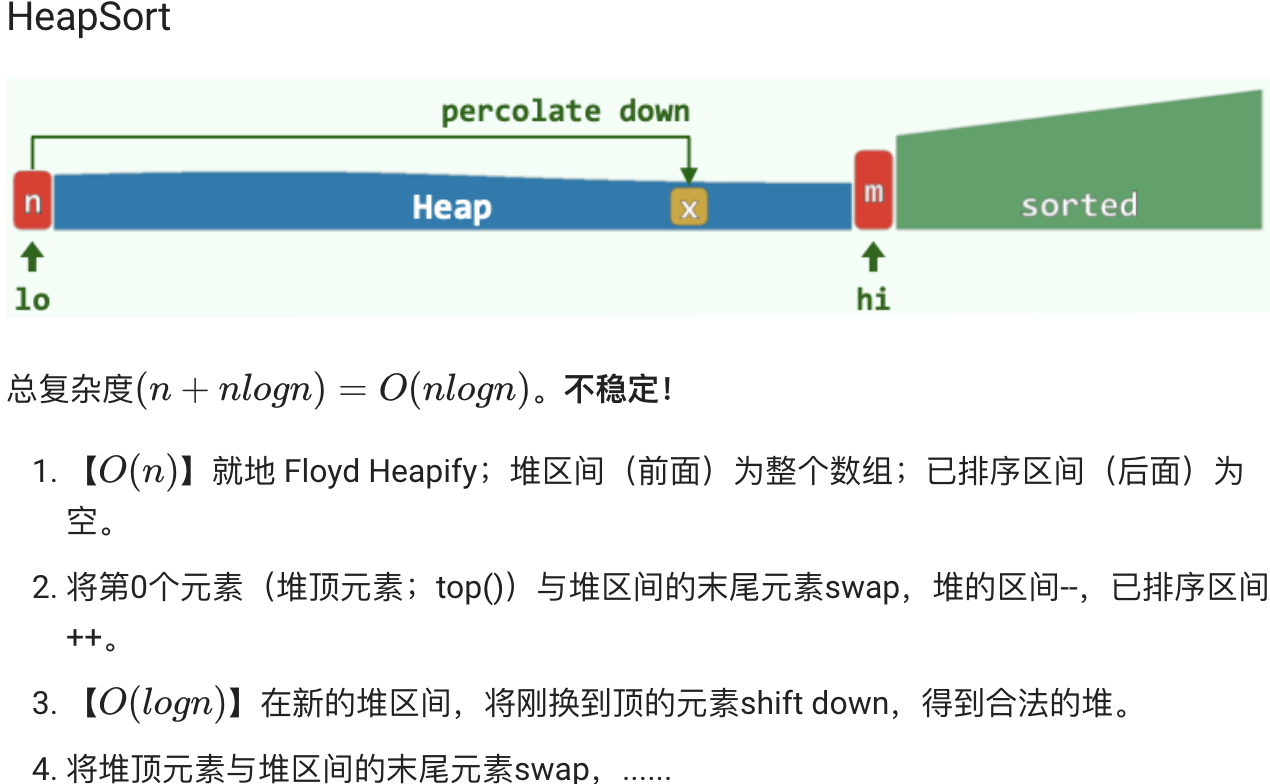 HeapSort
percolate down
n Heap x m sorted
lo hi
总复杂度(n + nlogn) = O(nlogn)。不稳定！
1. 【O(n)】就地 Floyd Heapify；堆区间（前面）为整个数组；已排序区间（后面）为
空。
2. 将第0个元素（堆顶元素；top()）与堆区间的末尾元素swap，堆的区间--，已排序区间
++。
3. 【O(logn)】在新的堆区间，将刚换到顶的元素shift down，得到合法的堆。
4. 将堆顶元素与堆区间的末尾元素swap，......